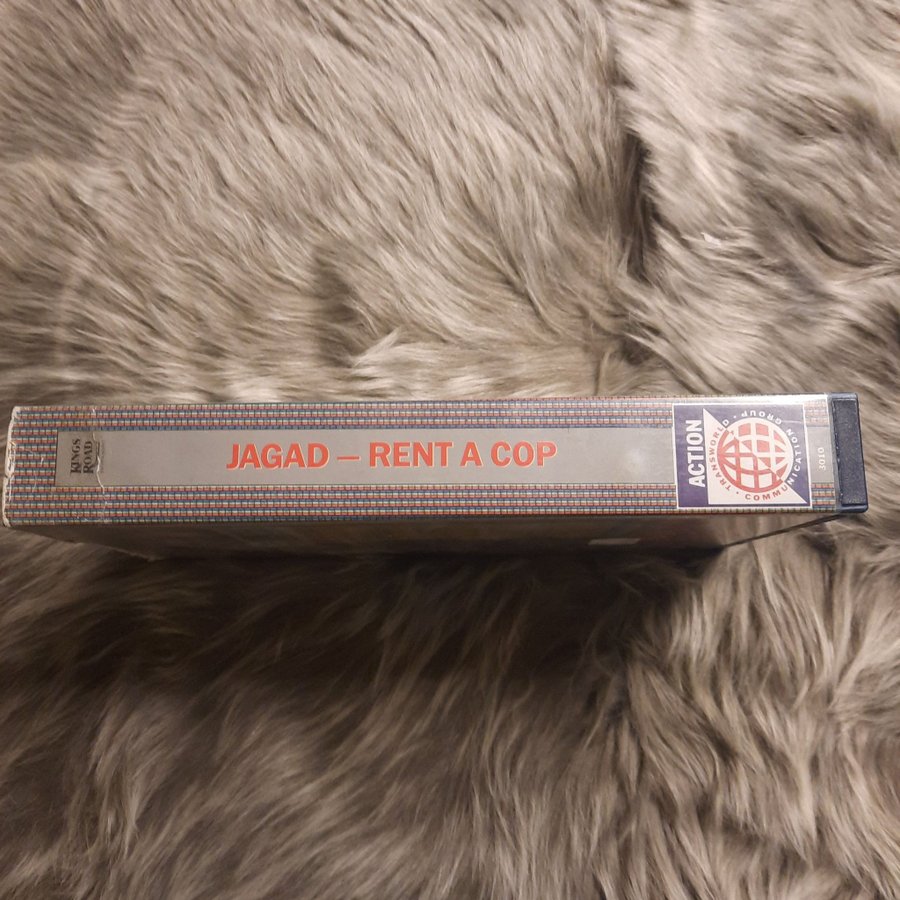 KINGS
ROAD
JAGAD – RENT A COP
ACTION
TRANSWORLD • COMMUNICATION GROUP •
3010